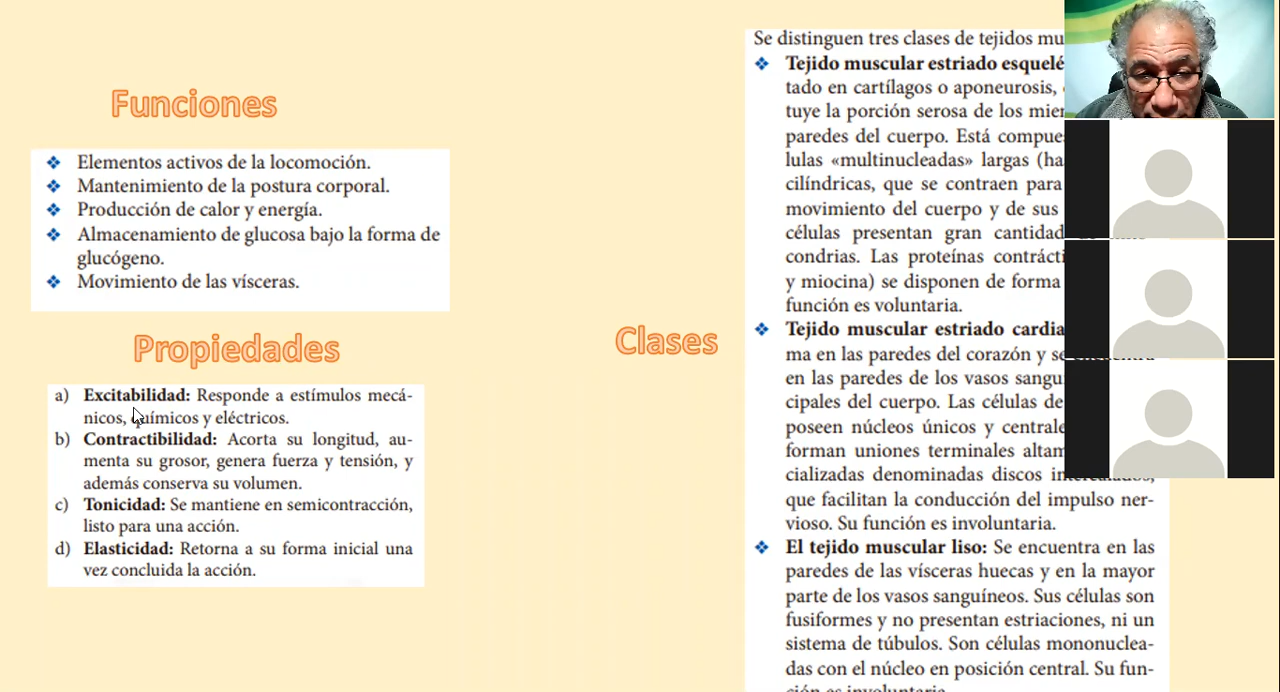 Funciones
Elementos activos de la locomoción.
Mantenimiento de la postura corporal.
Producción de calor y energía.
Almacenamiento de glucosa bajo la forma de
glucógeno.
Movimiento de las vísceras.
Propiedades
a) Excitabilidad: Responde a estímulos mecá-
nicos, químicos y eléctricos.
b) Contractibilidad: Acorta su longitud, au-
menta su grosor, genera fuerza y tensión, y
además conserva su volumen.
c) Tonicidad: Se mantiene en semicontracción,
listo para una acción.
d) Elasticidad: Retorna a su forma inicial una
vez concluida la acción.
Clases
Se distinguen tres clases de tejidos mu
Tejido muscular estriado esquelé
tado en cartílagos o aponeurosis,
tuye la porción serosa de los mie
paredes del cuerpo. Está compue
lulas «multinucleadas» largas (ha
cilíndricas, que se contraen para
movimiento del cuerpo y de sus
células presentan gran cantidad
condrias. Las proteínas contrácti
y miocina) se disponen de forma
función es voluntaria.
Tejido muscular estriado cardia
ma en las paredes del corazón y se
en las paredes de los vasos sangu
cipales del cuerpo. Las células de
poseen núcleos únicos y centrale
forman uniones terminales altam
cializadas denominadas discos intercalados,
que facilitan la conducción del impulso ner-
vioso. Su función es involuntaria.
El tejido muscular liso: Se encuentra en las
paredes de las vísceras huecas y en la mayor
parte de los vasos sanguíneos. Sus células son
fusiformes y no presentan estriaciones, ni un
sistema de túbulos. Son células mononuclea-
das con el núcleo en posición central. Su fun-
ción es involuntaria.